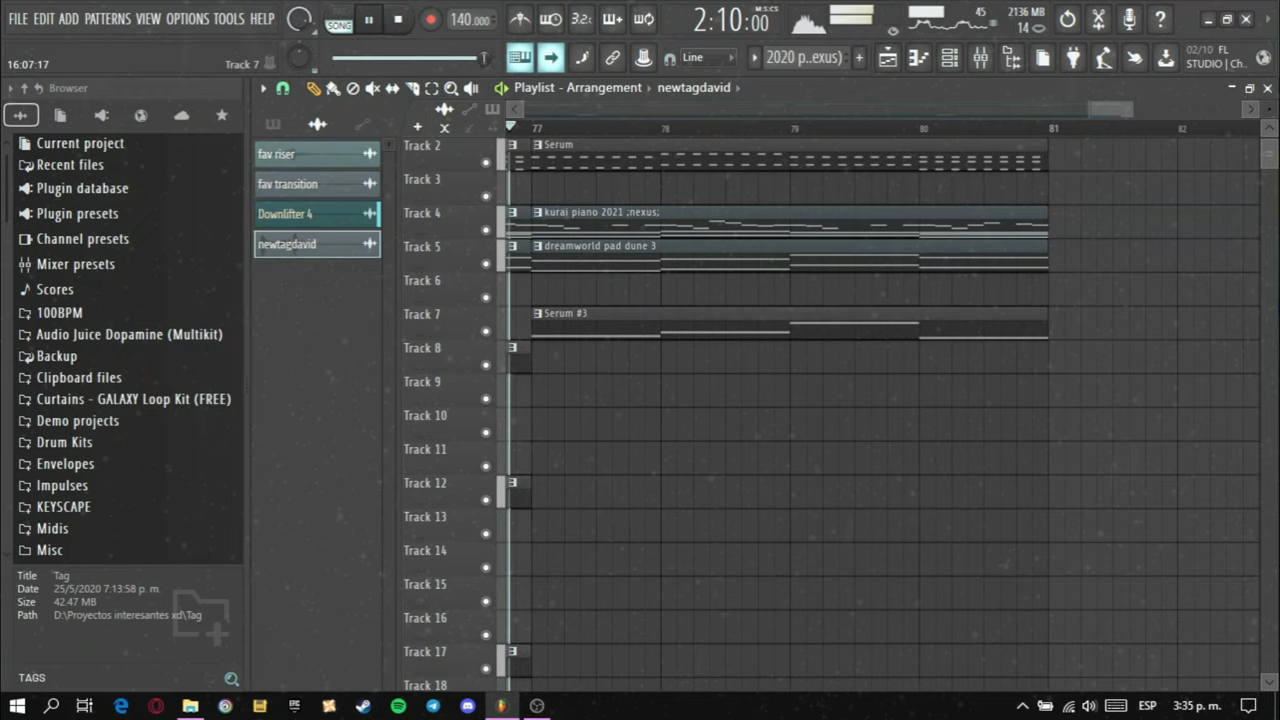 FILE EDIT ADD PATTERNS VIEW OPTIONS TOOLS HELP
SONG
140.000
3.2.
2:10:00
M:S:CS
45
2136 MB
14
16:07:17
Track 7
Line
2020 p..exus)
02/10 FL
STUDIO | Ch..
Browser
Playlist - Arrangement
newtagdavid
Current project
Recent files
Plugin database
Plugin presets
Channel presets
Mixer presets
Scores
100BPM
Audio Juice Dopamine (Multikit)
Backup
Clipboard files
Curtains - GALAXY Loop Kit (FREE)
Demo projects
Drum Kits
Envelopes
Impulses
KEYSCAPE
Midis
Misc
Title Tag
Date 25/5/2020 7:13:58 p. m.
Size 42.47 MB
Path D:\Proyectos interesantes xd\Tag
TAGS
fav riser
fav transition
Downlifter 4
newtagdavid
77 78 79 80 81 82
Track 2
Serum
Track 3
Track 4
kurai piano 2021 ;nexus;
Track 5
dreamworld pad dune 3
Track 6
Track 7
Serum #3
Track 8
Track 9
Track 10
Track 11
Track 12
Track 13
Track 14
Track 15
Track 16
Track 17
Track 18
EPIC
ESP
3:35 p. m.